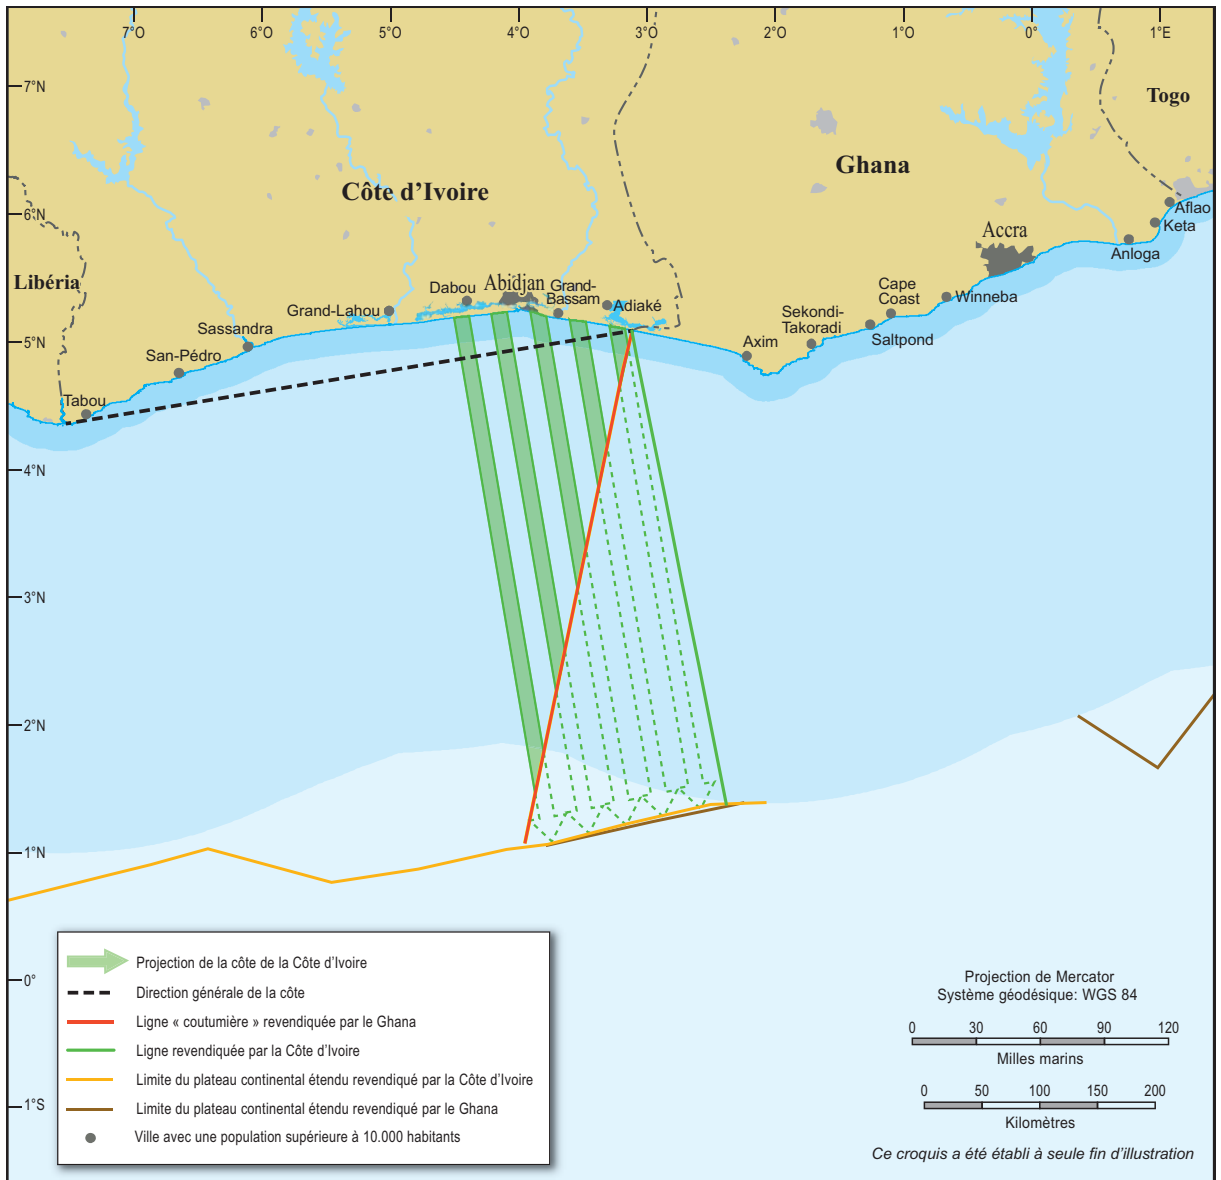 7°O
6°O
5°O
4°O
3°O
2°O
1°O
0°
1°E
7°N
6°N
5°N
4°N
3°N
2°N
1°N
0°
1°S
Togo
Ghana
Côte d'Ivoire
Libéria
Aflao
Keta
Anloga
Accra
Winneba
Cape
Coast
Saltpond
Sekondi-
Takoradi
Axim
Adiaké
Grand-
Bassam
Abidjan
Dabou
Grand-Lahou
Sassandra
San-Pédro
Tabou
Projection de la côte de la Côte d'Ivoire
Direction générale de la côte
Ligne « coutumière » revendiquée par le Ghana
Ligne revendiquée par la Côte d'Ivoire
Limite du plateau continental étendu revendiqué par la Côte d'Ivoire
Limite du plateau continental étendu revendiqué par le Ghana
Ville avec une population supérieure à 10.000 habitants
Projection de Mercator
Système géodésique: WGS 84
0 30 60 90 120
Milles marins
0 50 100 150 200
Kilomètres
Ce croquis a été établi à seule fin d'illustration